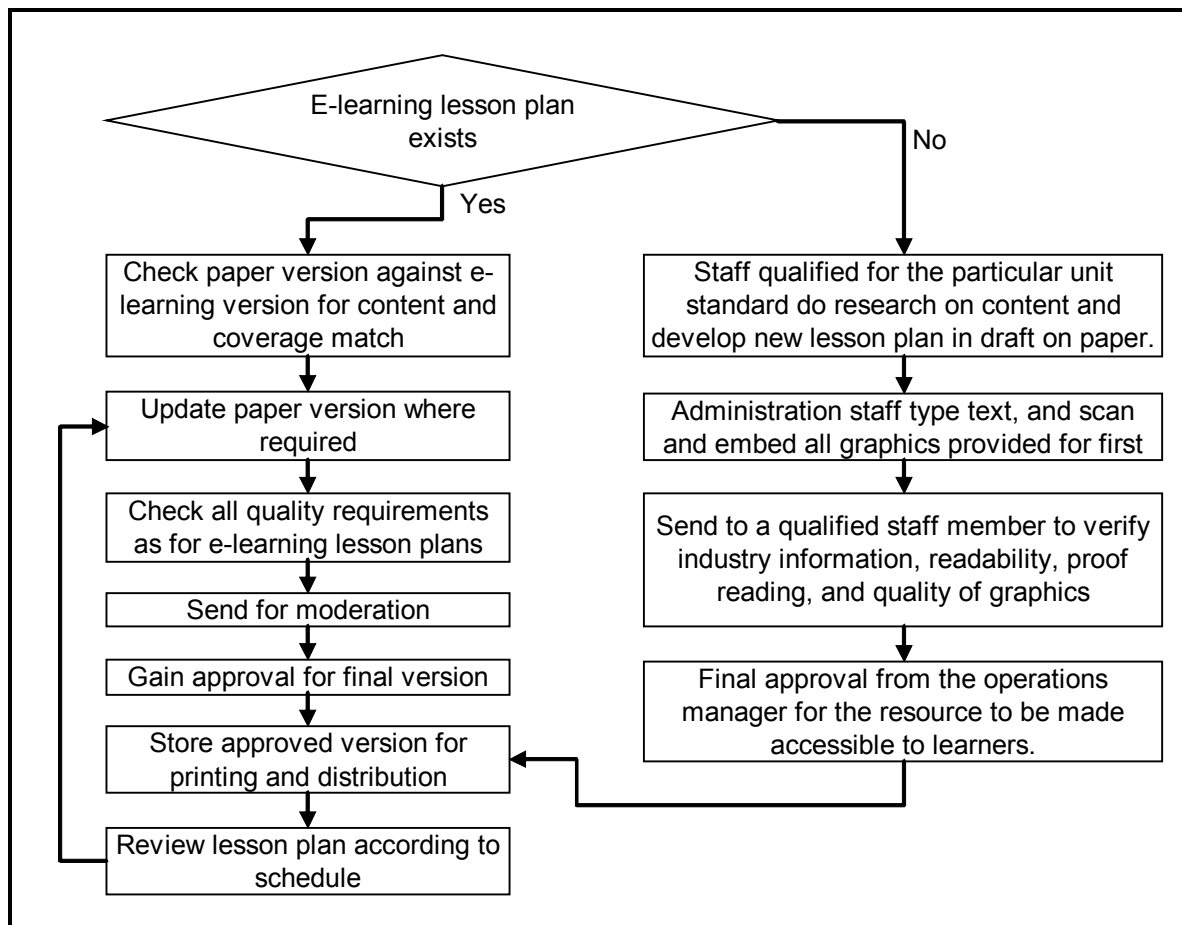 E-learning lesson plan
exists
No
Yes
Check paper version against e-
learning version for content and
coverage match
Update paper version where
required
Check all quality requirements
as for e-learning lesson plans
Send for moderation
Gain approval for final version
Store approved version for
printing and distribution
Review lesson plan according to
schedule
Staff qualified for the particular unit
standard do research on content and
develop new lesson plan in draft on paper.
Administration staff type text, and scan
and embed all graphics provided for first
Send to a qualified staff member to verify
industry information, readability, proof
reading, and quality of graphics
Final approval from the operations
manager for the resource to be made
accessible to learners.